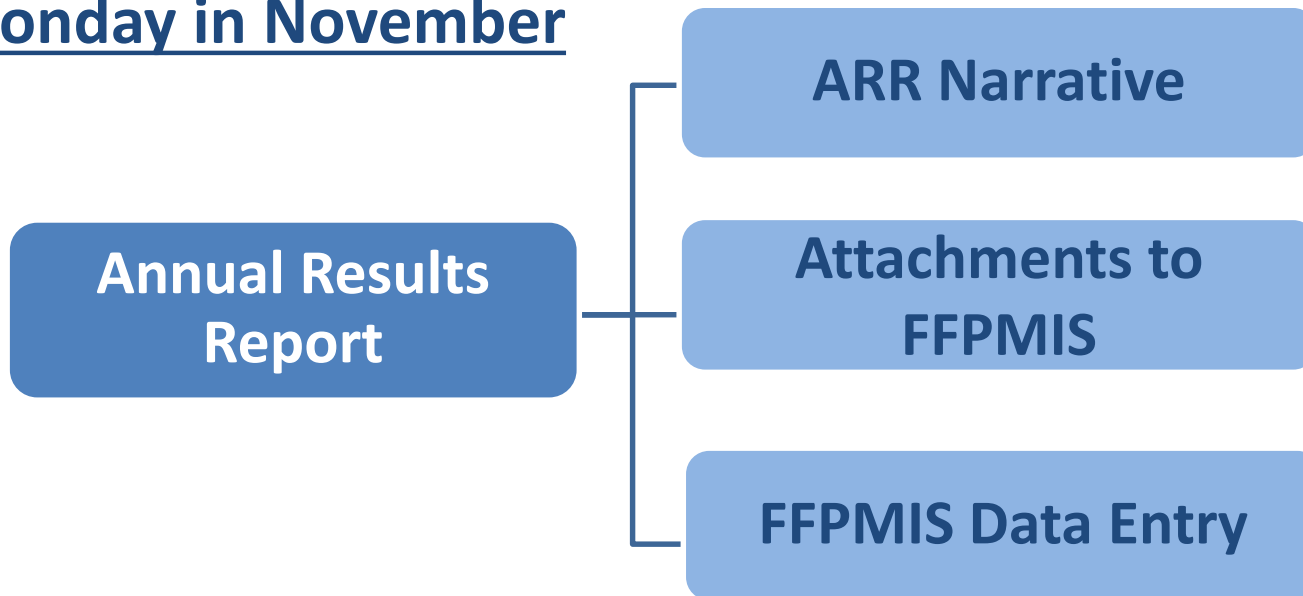 onday in November
ARR Narrative
Annual Results
Report
Attachments to
FFPMIS
FFPMIS Data Entry